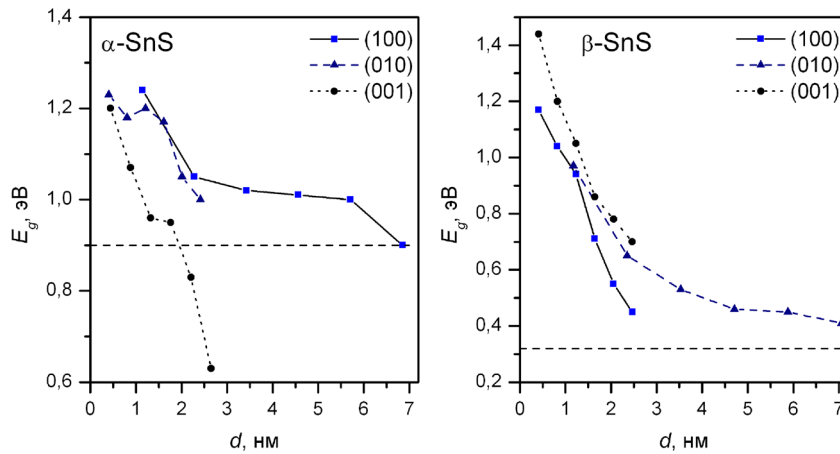 α-SnS
(100)
(010)
(001)
1,4
1,2
1,0
0,8
0,6
E_g, эВ
0 1 2 3 4 5 6 7
d, нм
β-SnS
(100)
(010)
(001)
1,4
1,2
1,0
0,8
0,6
0,4
0,2
E_g, эВ
0 1 2 3 4 5 6 7
d, нм